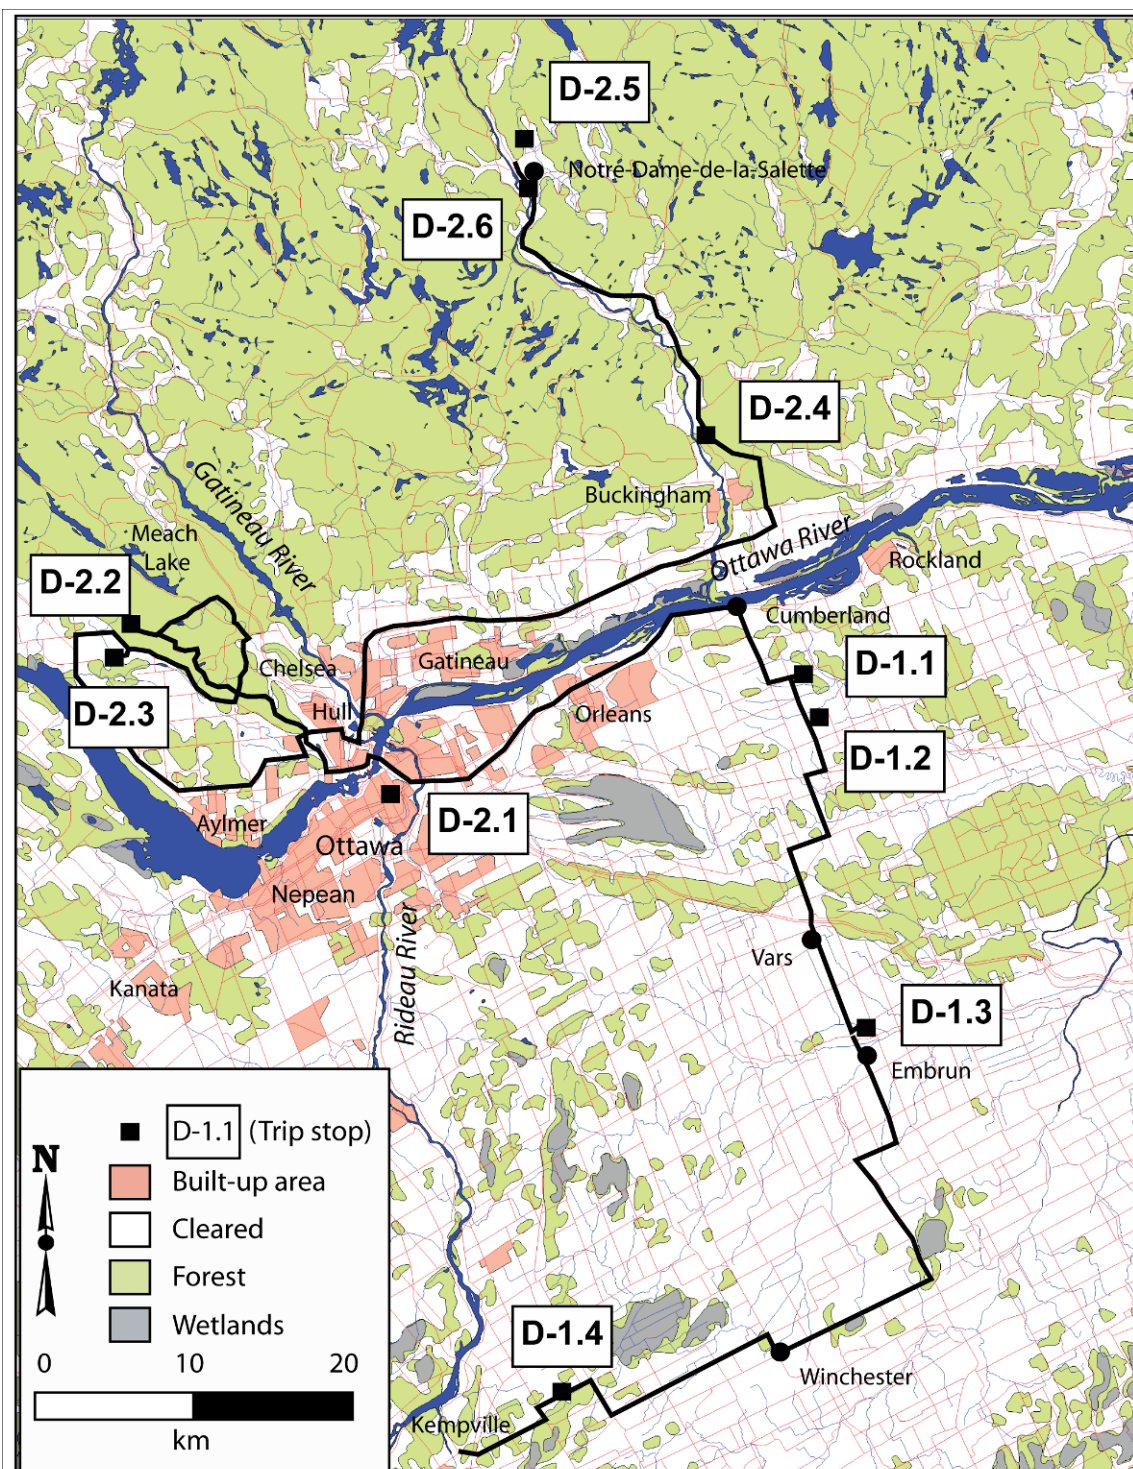 D-2.5
Notre-Dame-de-la-Salette
D-2.6
D-2.4
Buckingham
Gatineau River
Meach
Lake
Ottawa River
Rockland
D-2.2
Cumberland
Chelsea
Gatineau
D-1.1
D-2.3
Hull
Orleans
D-1.2
Aylmer
D-2.1
Ottawa
Nepean
Rideau River
Vars
Kanata
D-1.3
Embrun
D-1.1 (Trip stop)
N
Built-up area
Cleared
Forest
Wetlands
0 10 20
km
D-1.4
Winchester
Kempville